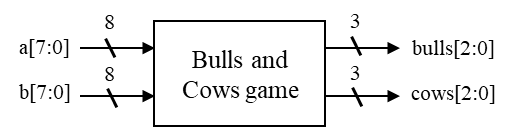 8
3
a[7:0]
Bulls and
bulls[2:0]
8
3
b[7:0]
Cows game
cows[2:0]